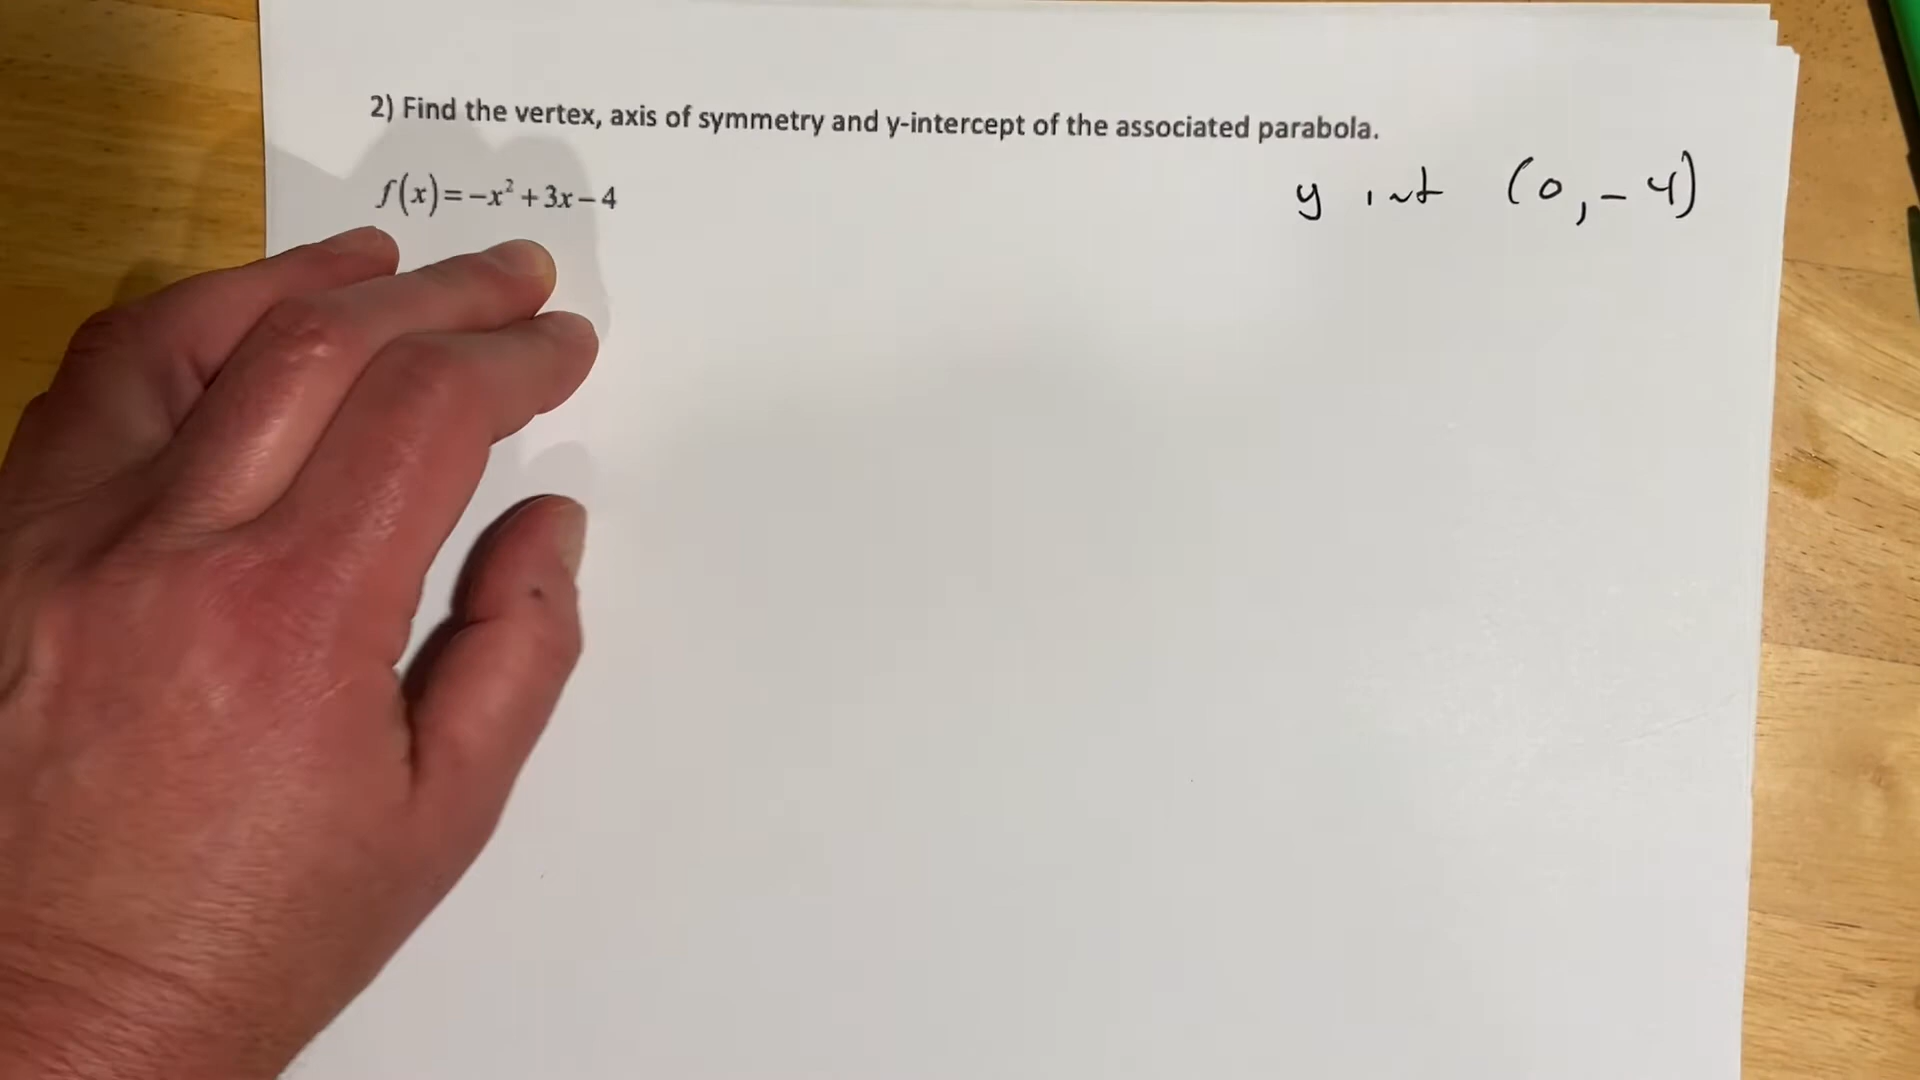 2) Find the vertex, axis of symmetry and y-intercept of the associated parabola.
f(x)=-x²+3x-4
y int (0,-4)